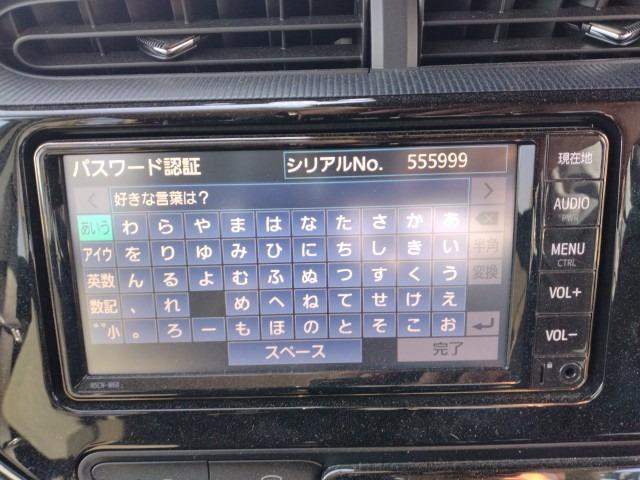 パスワード認証 シリアルNo. 555999
好きな言葉は?
あいう わ ら や ま は な た さ か あ
アイウ を り ゆ み ひ に ち し き い 半角
英数 ん る よ む ふ ぬ つ す く う 変換
数記 、 れ め へ ね て せ け え
゛゜小 。 ろ ー も ほ の と そ こ お
スペース 完了
現在地
AUDIO
PWR
MENU
CTRL
VOL+
VOL-
NSCN-W68